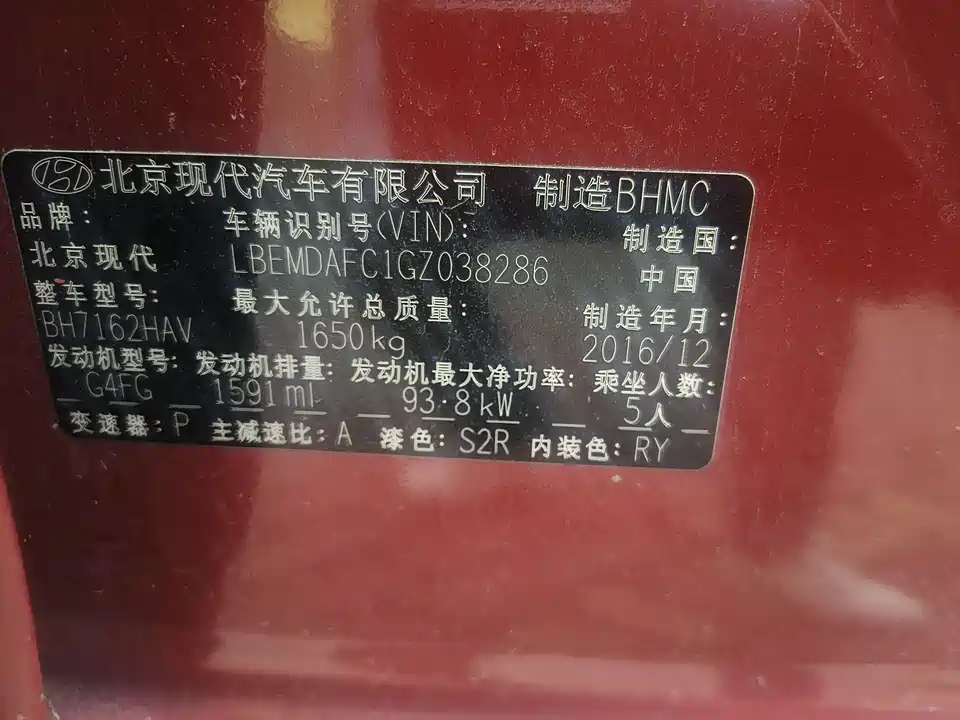 北京现代汽车有限公司 制造BHMC
品牌： 车辆识别号(VIN)： 制造国：
北京现代 LBEMDAFC1GZ038286 中国
整车型号： 最大允许总质量： 制造年月：
BH7162HAV 1650kg 2016/12
发动机型号： 发动机排量： 发动机最大净功率： 乘坐人数：
G4FG 1591ml 93.8kW 5人
变速器：P 主减速比：A 漆色：S2R 内装色：RY